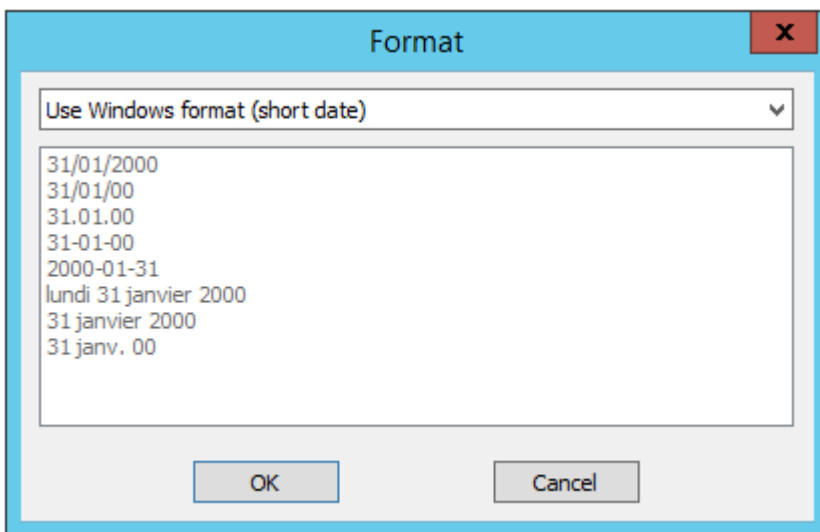 Format
x
Use Windows format (short date)
31/01/2000
31/01/00
31.01.00
31-01-00
2000-01-31
lundi 31 janvier 2000
31 janvier 2000
31 janv. 00
OK
Cancel